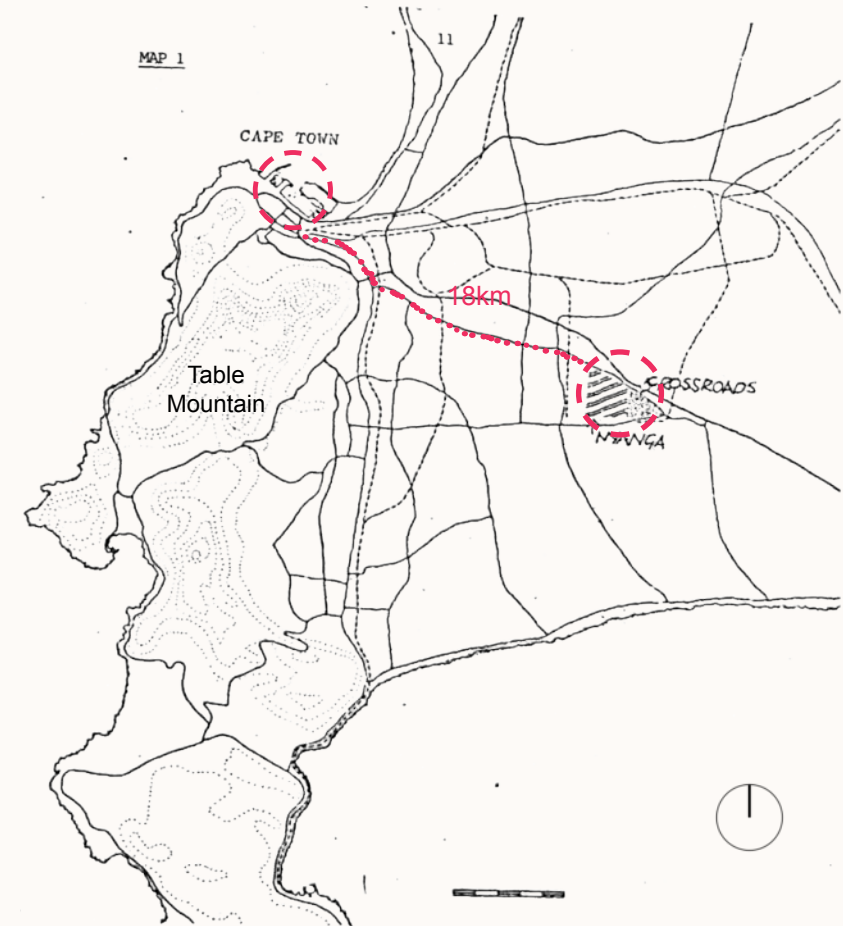 11
MAP 1
CAPE TOWN
18km
Table
Mountain
CROSSROADS
NYANGA